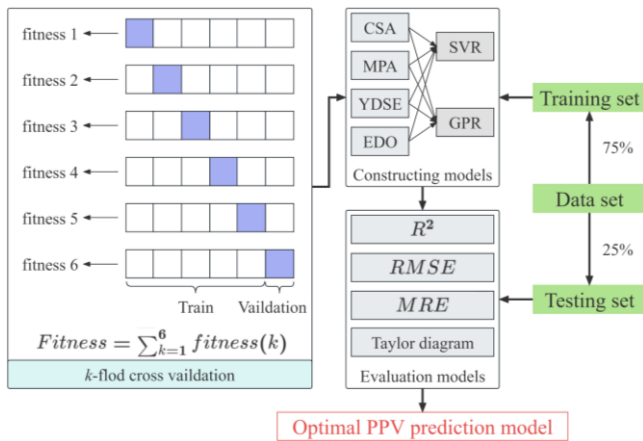 fitness 1
fitness 2
fitness 3
fitness 4
fitness 5
fitness 6
Train
Vaildation
Fitness = ∑⁶ₖ₌₁ fitness(k)
k-flod cross vaildation
CSA
MPA
YDSE
EDO
SVR
GPR
Constructing models
R²
RMSE
MRE
Taylor diagram
Evaluation models
Training set
75%
Data set
25%
Testing set
Optimal PPV prediction model